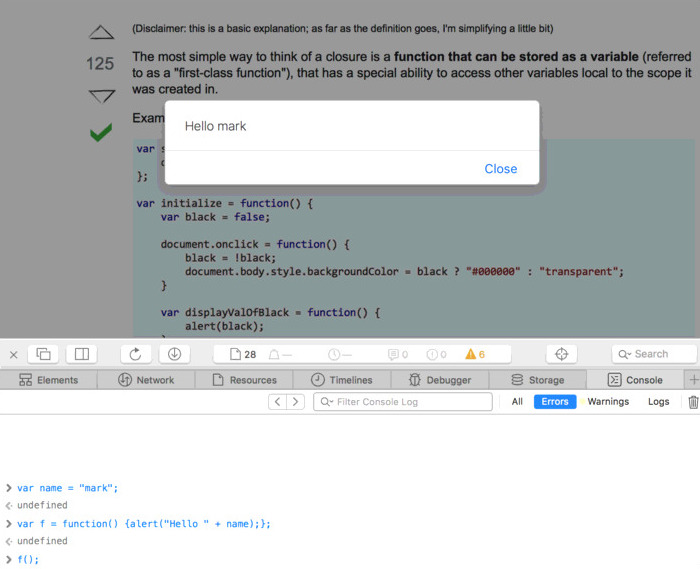 (Disclaimer: this is a basic explanation; as far as the definition goes, I'm simplifying a little bit)
125
The most simple way to think of a closure is a function that can be stored as a variable (referred
to as a "first-class function"), that has a special ability to access other variables local to the scope it
was created in.
Exam
Hello mark
Close
var
};
var initialize = function() {
var black = false;
document.onclick = function() {
black = !black;
document.body.style.backgroundColor = black ? "#000000" : "transparent";
}
var displayValOfBlack = function() {
alert(black);
28 — — 0 0 6 Search
Elements Network Resources Timelines Debugger Storage Console +
< > Filter Console Log All Errors Warnings Logs
> var name = "mark";
< undefined
> var f = function() {alert("Hello " + name);};
< undefined
> f();